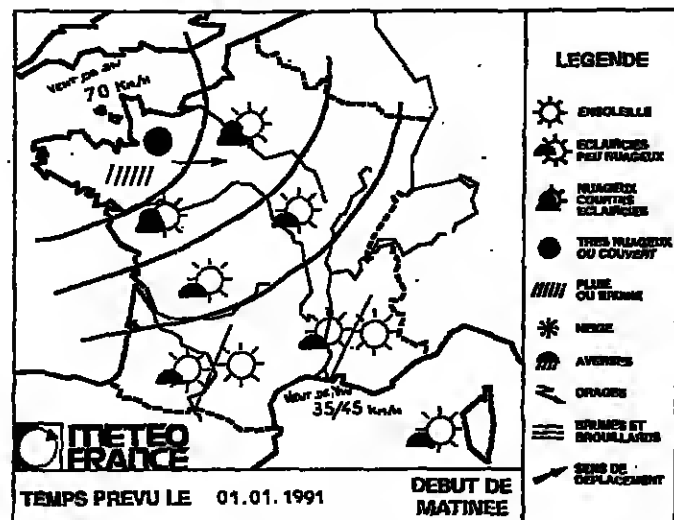 VENT DE SW
70 Km/H
VENT DE NW
35/45 Km/H
METEO
FRANCE
TEMPS PREVU LE 01.01.1991
DEBUT DE
MATINEE
LEGENDE
ENSOLEILLE
ECLAIRCIES
PEU NUAGEUX
NUAGEUX
COURTES
ECLAIRCIES
TRES NUAGEUX
OU COUVERT
PLUIE
OU BRUINE
NEIGE
AVERSES
ORAGES
BRUMES ET
BROUILLARDS
SENS DE
DEPLACEMENT